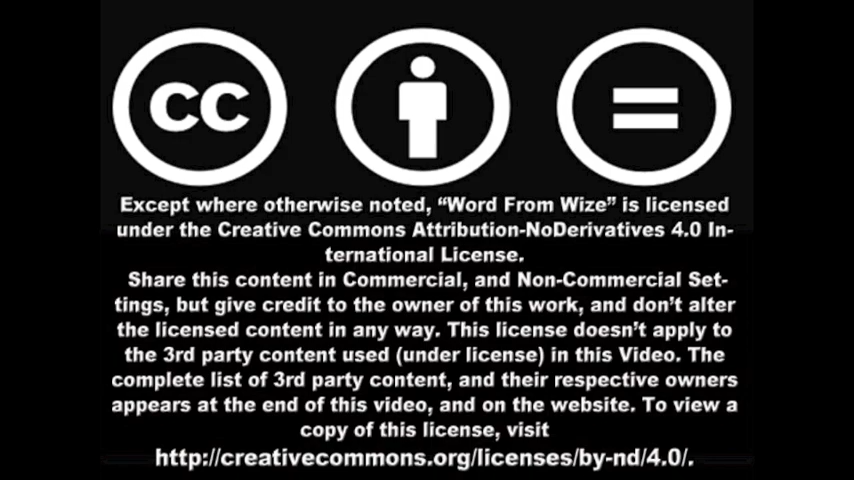 CC
Except where otherwise noted, “Word From Wize” is licensed
under the Creative Commons Attribution-NoDerivatives 4.0 In-
ternational License.
Share this content in Commercial, and Non-Commercial Set-
tings, but give credit to the owner of this work, and don’t alter
the licensed content in any way. This license doesn’t apply to
the 3rd party content used (under license) in this Video. The
complete list of 3rd party content, and their respective owners
appears at the end of this video, and on the website. To view a
copy of this license, visit
http://creativecommons.org/licenses/by-nd/4.0/.